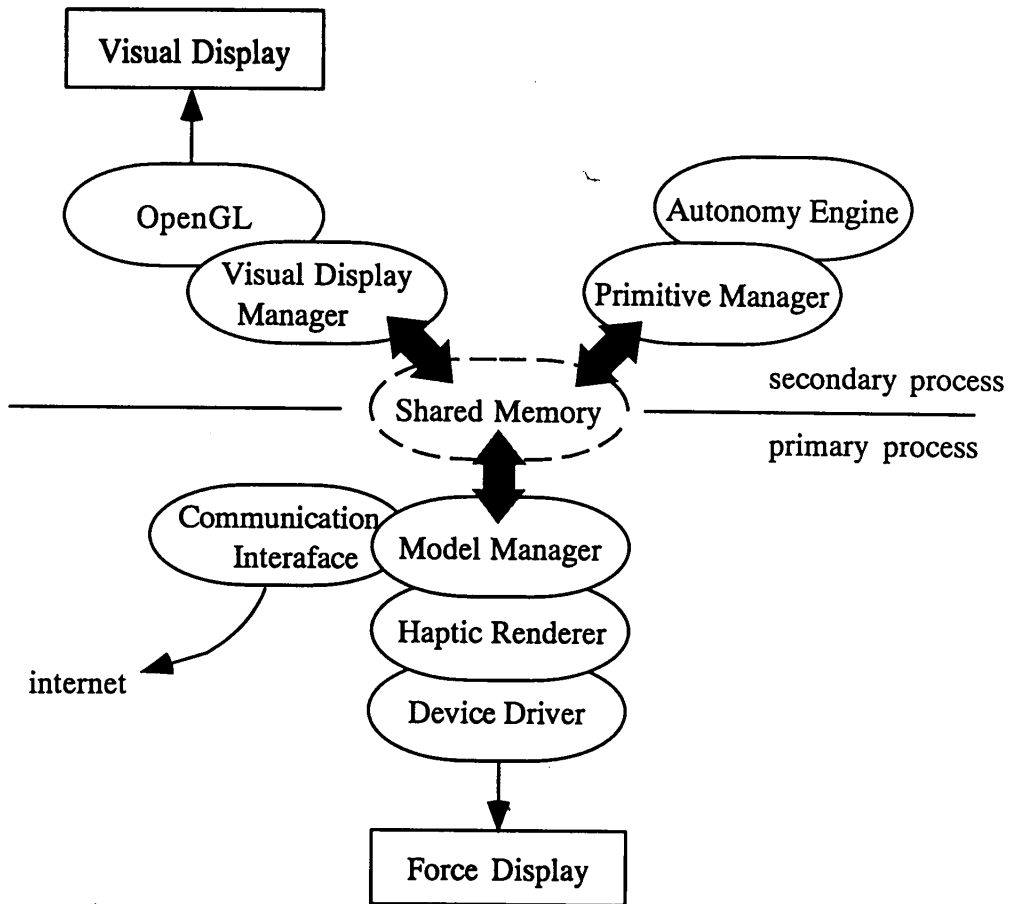 Visual Display
OpenGL
Autonomy Engine
Visual Display
Manager
Primitive Manager
secondary process
Shared Memory
primary process
Communication
Interaface
Model Manager
Haptic Renderer
internet
Device Driver
Force Display